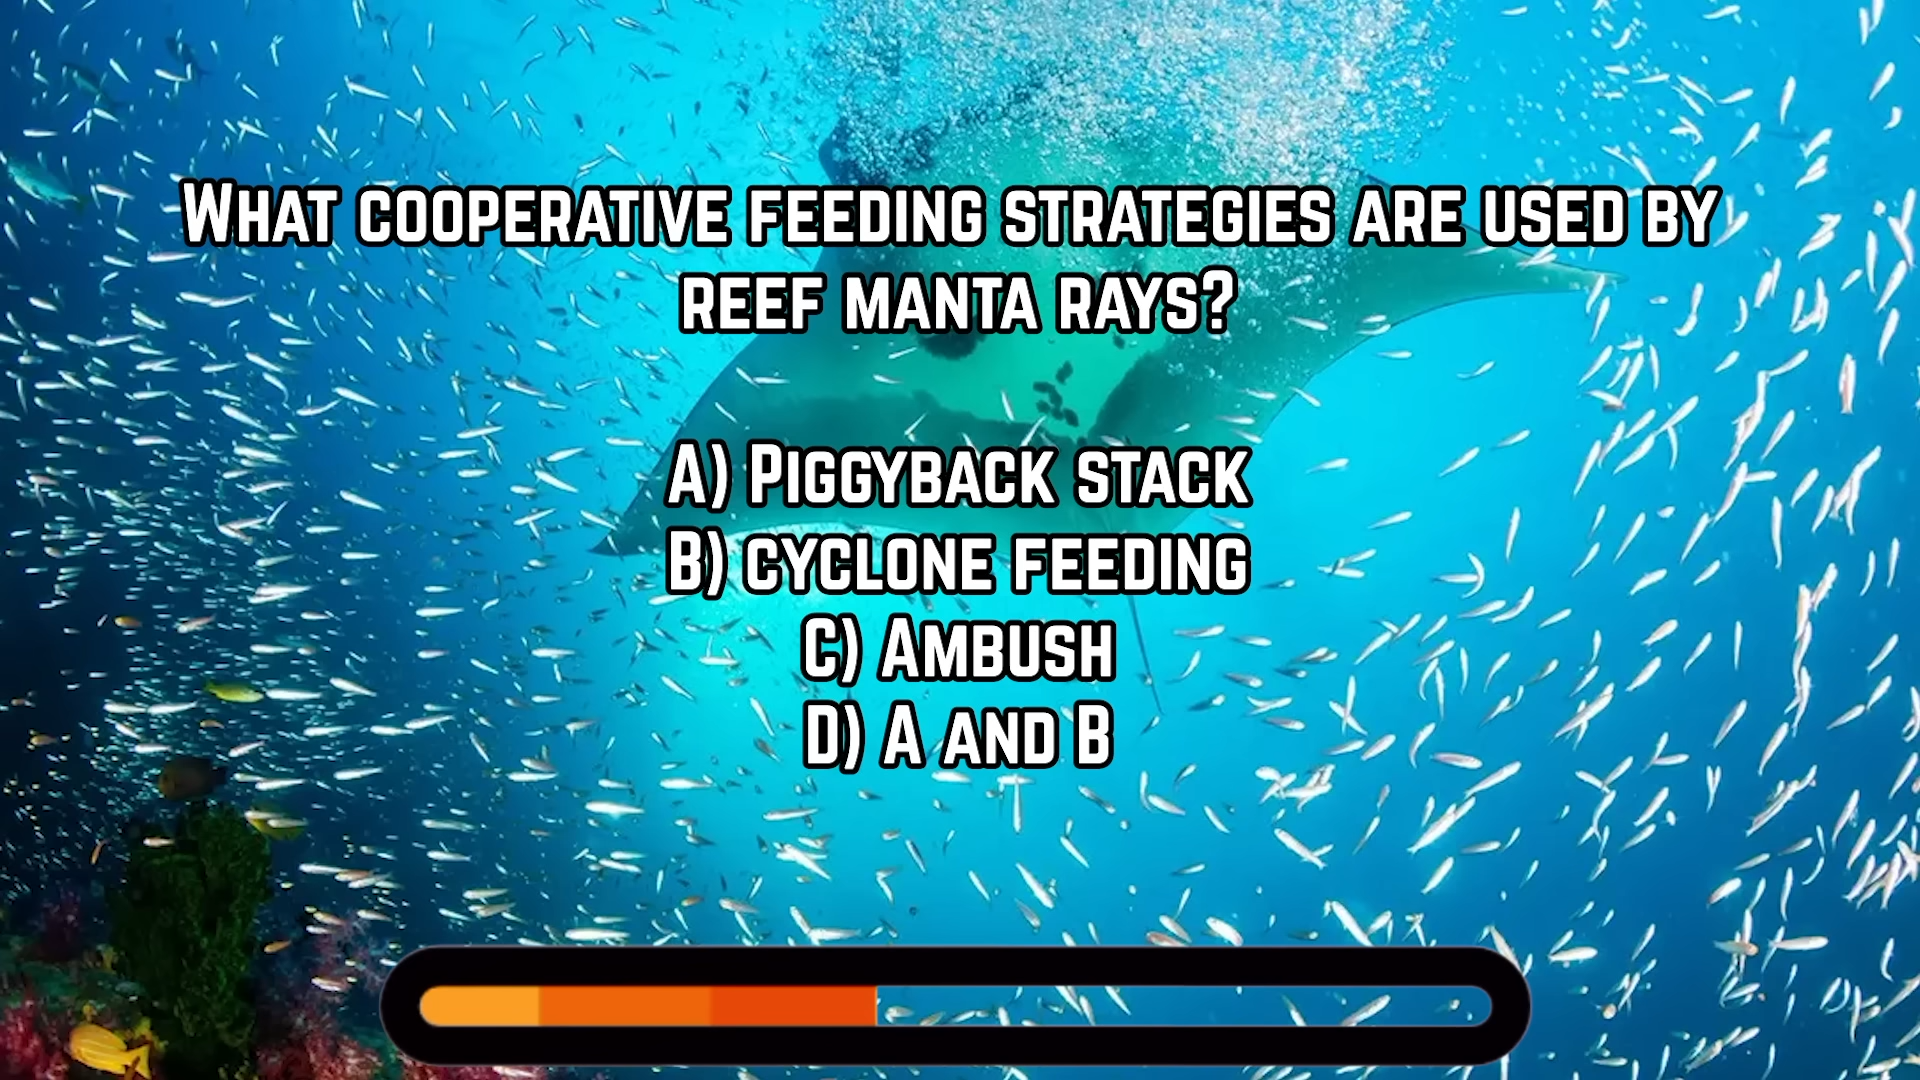 What cooperative feeding strategies are used by
reef manta rays?
A) Piggyback stack
B) cyclone feeding
C) Ambush
D) A and B